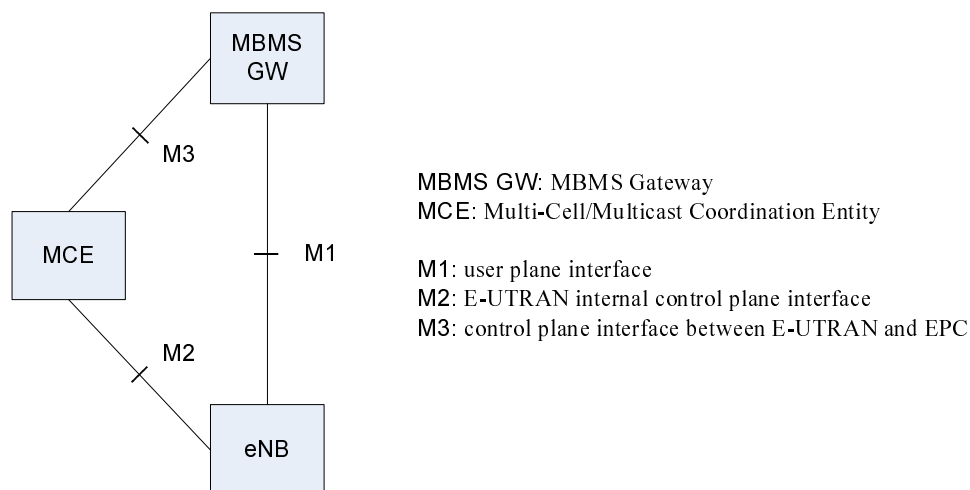 MBMS
GW
M3
MCE
M1
M2
eNB
MBMS GW: MBMS Gateway
MCE: Multi-Cell/Multicast Coordination Entity
M1: user plane interface
M2: E-UTRAN internal control plane interface
M3: control plane interface between E-UTRAN and EPC